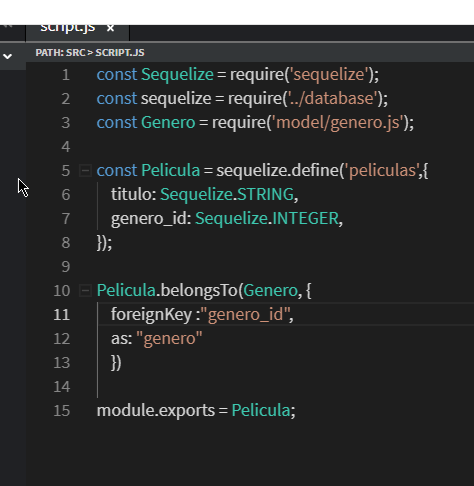 script.js ×
PATH: SRC > SCRIPT.JS
1 const Sequelize = require('sequelize');
2 const sequelize = require('../database');
3 const Genero = require('model/genero.js');
4
5 const Pelicula = sequelize.define('peliculas',{
6 titulo: Sequelize.STRING,
7 genero_id: Sequelize.INTEGER,
8 });
9
10 Pelicula.belongsTo(Genero, {
11 foreignKey :"genero_id",
12 as: "genero"
13 })
14
15 module.exports = Pelicula;